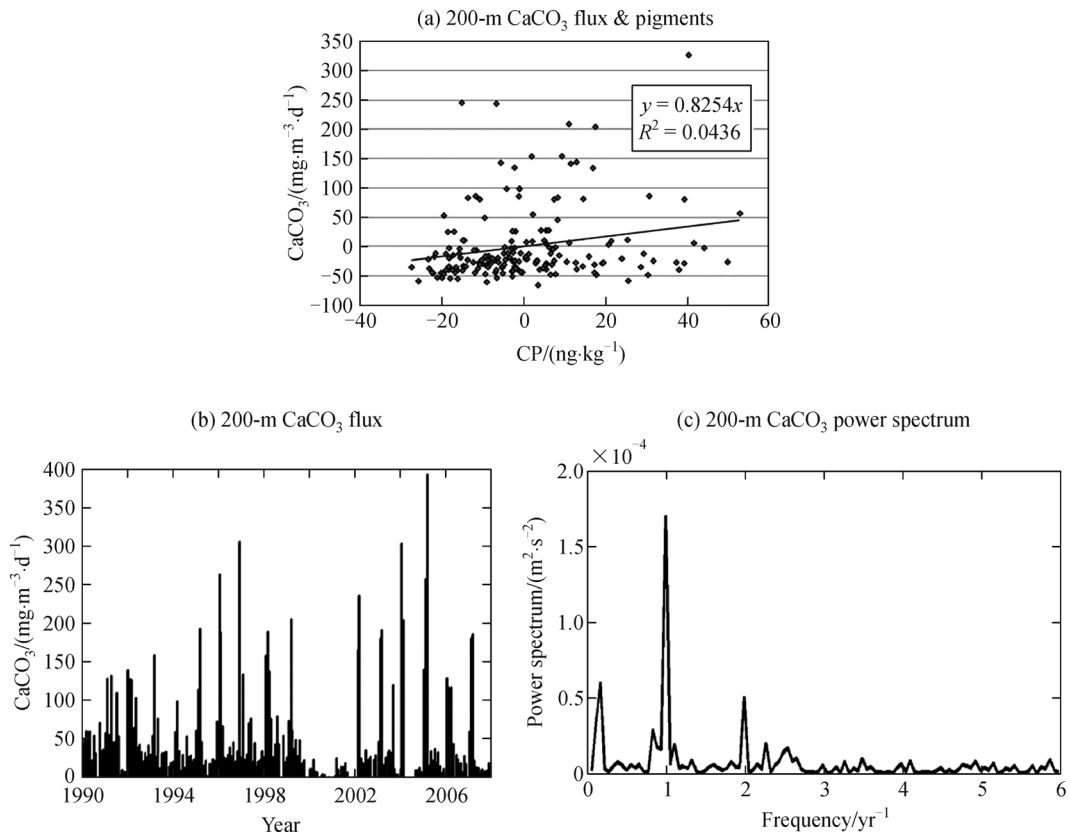 (a) 200-m CaCO₃ flux & pigments
350
300
250
200
150
100
50
0
−50
−100
CaCO₃/(mg·m⁻³·d⁻¹)
y = 0.8254x
R² = 0.0436
−40 −20 0 20 40 60
CP/(ng·kg⁻¹)
(b) 200-m CaCO₃ flux
400
350
300
250
200
150
100
50
0
CaCO₃/(mg·m⁻³·d⁻¹)
1990 1994 1998 2002 2006
Year
(c) 200-m CaCO₃ power spectrum
× 10⁻⁴
2.0
1.5
1.0
0.5
0
Power spectrum/(m²·s⁻²)
0 1 2 3 4 5 6
Frequency/yr⁻¹